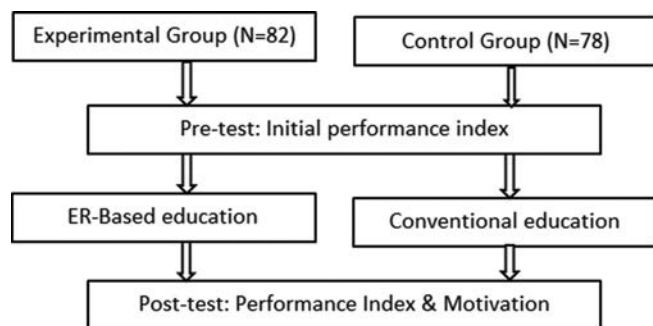 Experimental Group (N=82)
Control Group (N=78)
Pre-test: Initial performance index
ER-Based education
Conventional education
Post-test: Performance Index & Motivation